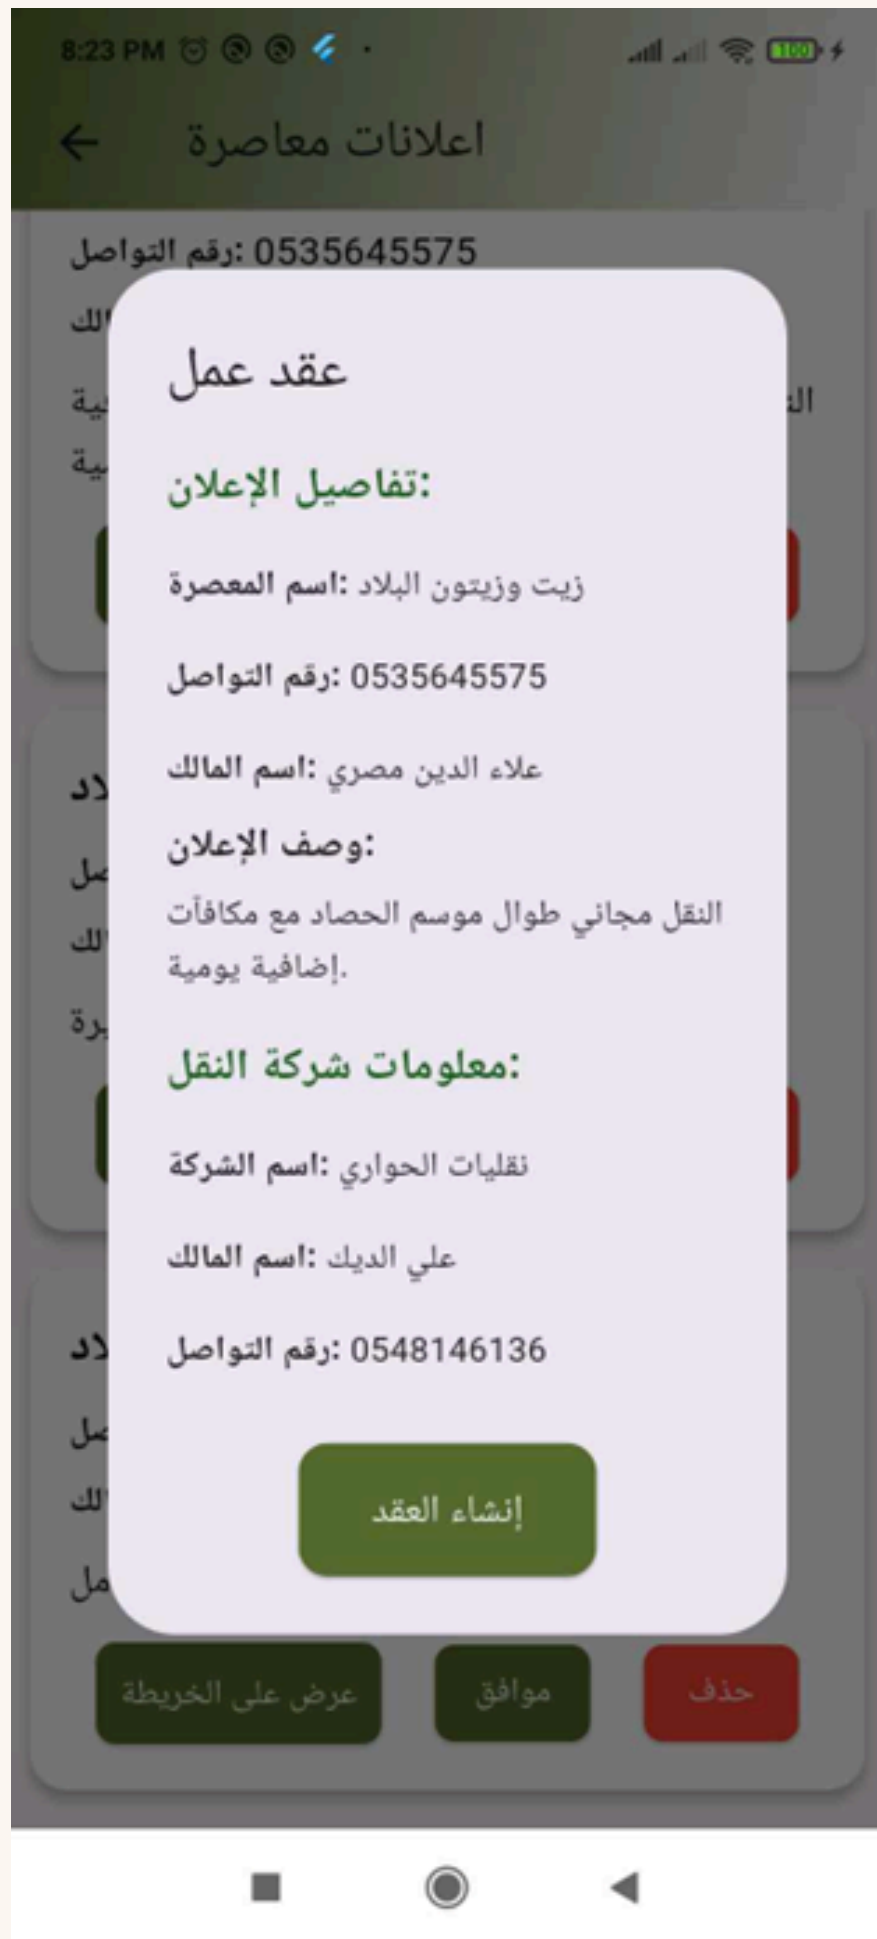 8:23 PM
100
اعلانات معاصرة
رقم التواصل: 0535645575
عقد عمل
تفاصيل الإعلان:
اسم المعصرة: زيت وزيتون البلاد
رقم التواصل: 0535645575
اسم المالك: علاء الدين مصري
وصف الإعلان:
النقل مجاني طوال موسم الحصاد مع مكافآت
إضافية يومية.
معلومات شركة النقل:
اسم الشركة: نقليات الحواري
اسم المالك: علي الديك
رقم التواصل: 0548146136
إنشاء العقد
عرض على الخريطة
موافق
حذف